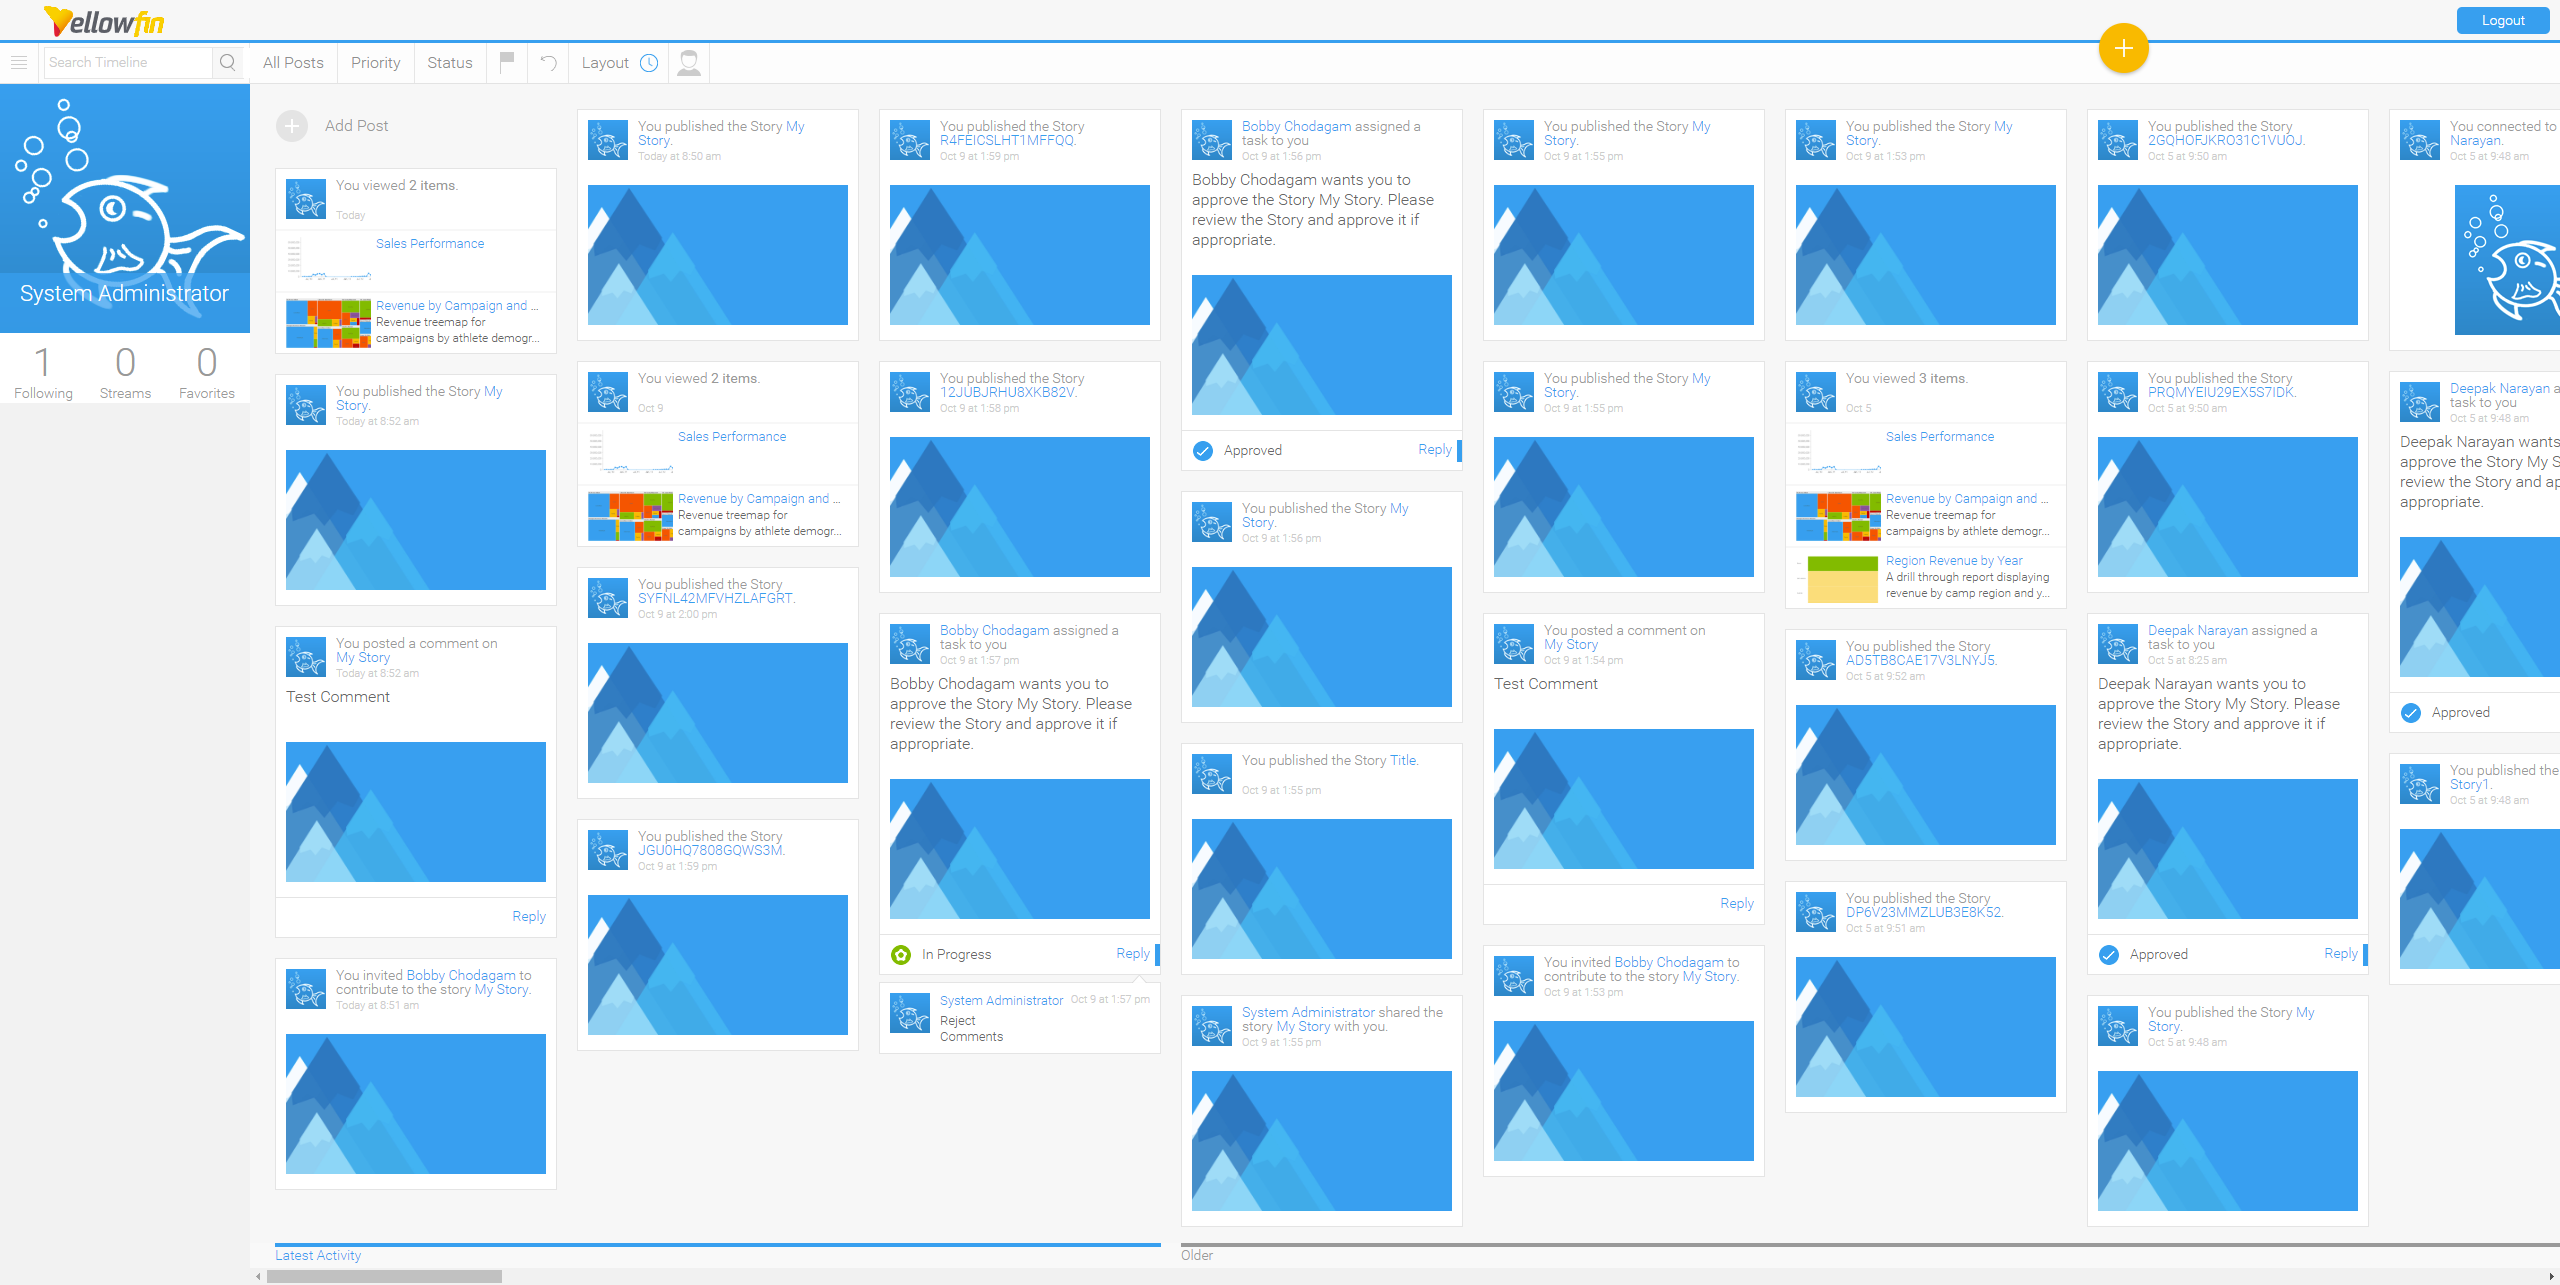 Yellowfin
Logout
Search Timeline
All Posts
Priority
Status
Layout
System Administrator
1
0
0
Following
Streams
Favorites
Add Post
You viewed 2 items.
Today
Sales Performance
Revenue by Campaign and ...
Revenue treemap for
campaigns by athlete demogr...
You published the Story My
Story.
Today at 8:52 am
You posted a comment on
My Story
Today at 8:52 am
Test Comment
Reply
You invited Bobby Chodagam to
contribute to the story My Story.
Today at 8:51 am
You published the Story My
Story.
Today at 8:50 am
You viewed 2 items.
Oct 9
Sales Performance
Revenue by Campaign and ...
Revenue treemap for
campaigns by athlete demogr...
You published the Story
SYFNL42MFVHZLAFGRT.
Oct 9 at 2:00 pm
You published the Story
JGU0HQ7808GQWS3M.
Oct 9 at 1:59 pm
You published the Story
R4FEICSLHT1MFFQQ.
Oct 9 at 1:59 pm
You published the Story
12JUBJRHU8XKB82V.
Oct 9 at 1:58 pm
Bobby Chodagam assigned a
task to you
Oct 9 at 1:57 pm
Bobby Chodagam wants you to
approve the Story My Story. Please
review the Story and approve it if
appropriate.
In Progress
Reply
System Administrator Oct 9 at 1:57 pm
Reject
Comments
Bobby Chodagam assigned a
task to you
Oct 9 at 1:56 pm
Bobby Chodagam wants you to
approve the Story My Story. Please
review the Story and approve it if
appropriate.
Approved
Reply
You published the Story My
Story.
Oct 9 at 1:56 pm
You published the Story Title.
Oct 9 at 1:55 pm
System Administrator shared the
story My Story with you.
Oct 9 at 1:55 pm
You published the Story My
Story.
Oct 9 at 1:55 pm
You published the Story My
Story.
Oct 9 at 1:55 pm
You posted a comment on
My Story
Oct 9 at 1:54 pm
Test Comment
Reply
You invited Bobby Chodagam to
contribute to the story My Story.
Oct 9 at 1:53 pm
You published the Story My
Story.
Oct 9 at 1:53 pm
You viewed 3 items.
Oct 5
Sales Performance
Revenue by Campaign and ...
Revenue treemap for
campaigns by athlete demogr...
Region Revenue by Year
A drill through report displaying
revenue by camp region and y...
You published the Story
AD5TB8CAE17V3LNYJ5.
Oct 5 at 9:52 am
You published the Story
DP6V23MMZLUB3E8K52.
Oct 5 at 9:51 am
You published the Story
2GQHOFJKRO31C1VUOJ.
Oct 5 at 9:50 am
You published the Story
PRQMYEIU29EX5S7IDK.
Oct 5 at 9:50 am
Deepak Narayan assigned a
task to you
Oct 5 at 8:25 am
Deepak Narayan wants you to
approve the Story My Story. Please
review the Story and approve it if
appropriate.
Approved
Reply
You published the Story My
Story.
Oct 5 at 9:48 am
You connected to
Narayan.
Oct 5 at 9:48 am
Deepak Narayan a
task to you
Oct 5 at 9:48 am
Deepak Narayan wants
approve the Story My S
review the Story and ap
appropriate.
Approved
You published the
Story1.
Oct 5 at 9:48 am
Latest Activity
Older